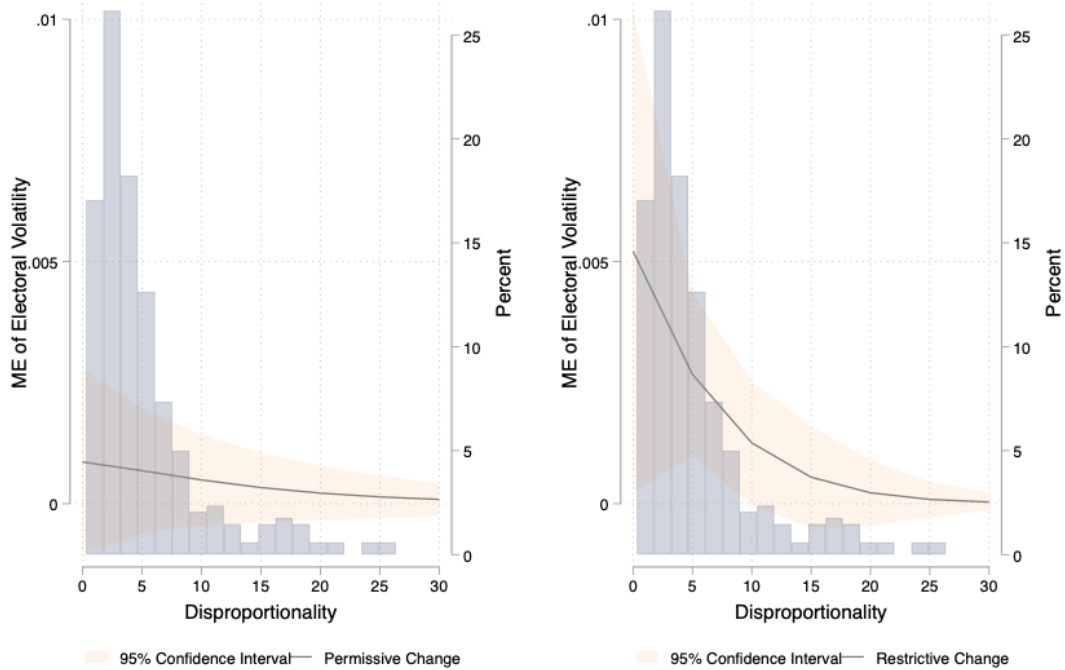 .01
.005
0
ME of Electoral Volatility
25
20
15
10
5
0
Percent
0 5 10 15 20 25 30
Disproportionality
95% Confidence Interval Permissive Change
.01
.005
0
ME of Electoral Volatility
25
20
15
10
5
0
Percent
0 5 10 15 20 25 30
Disproportionality
95% Confidence Interval Restrictive Change